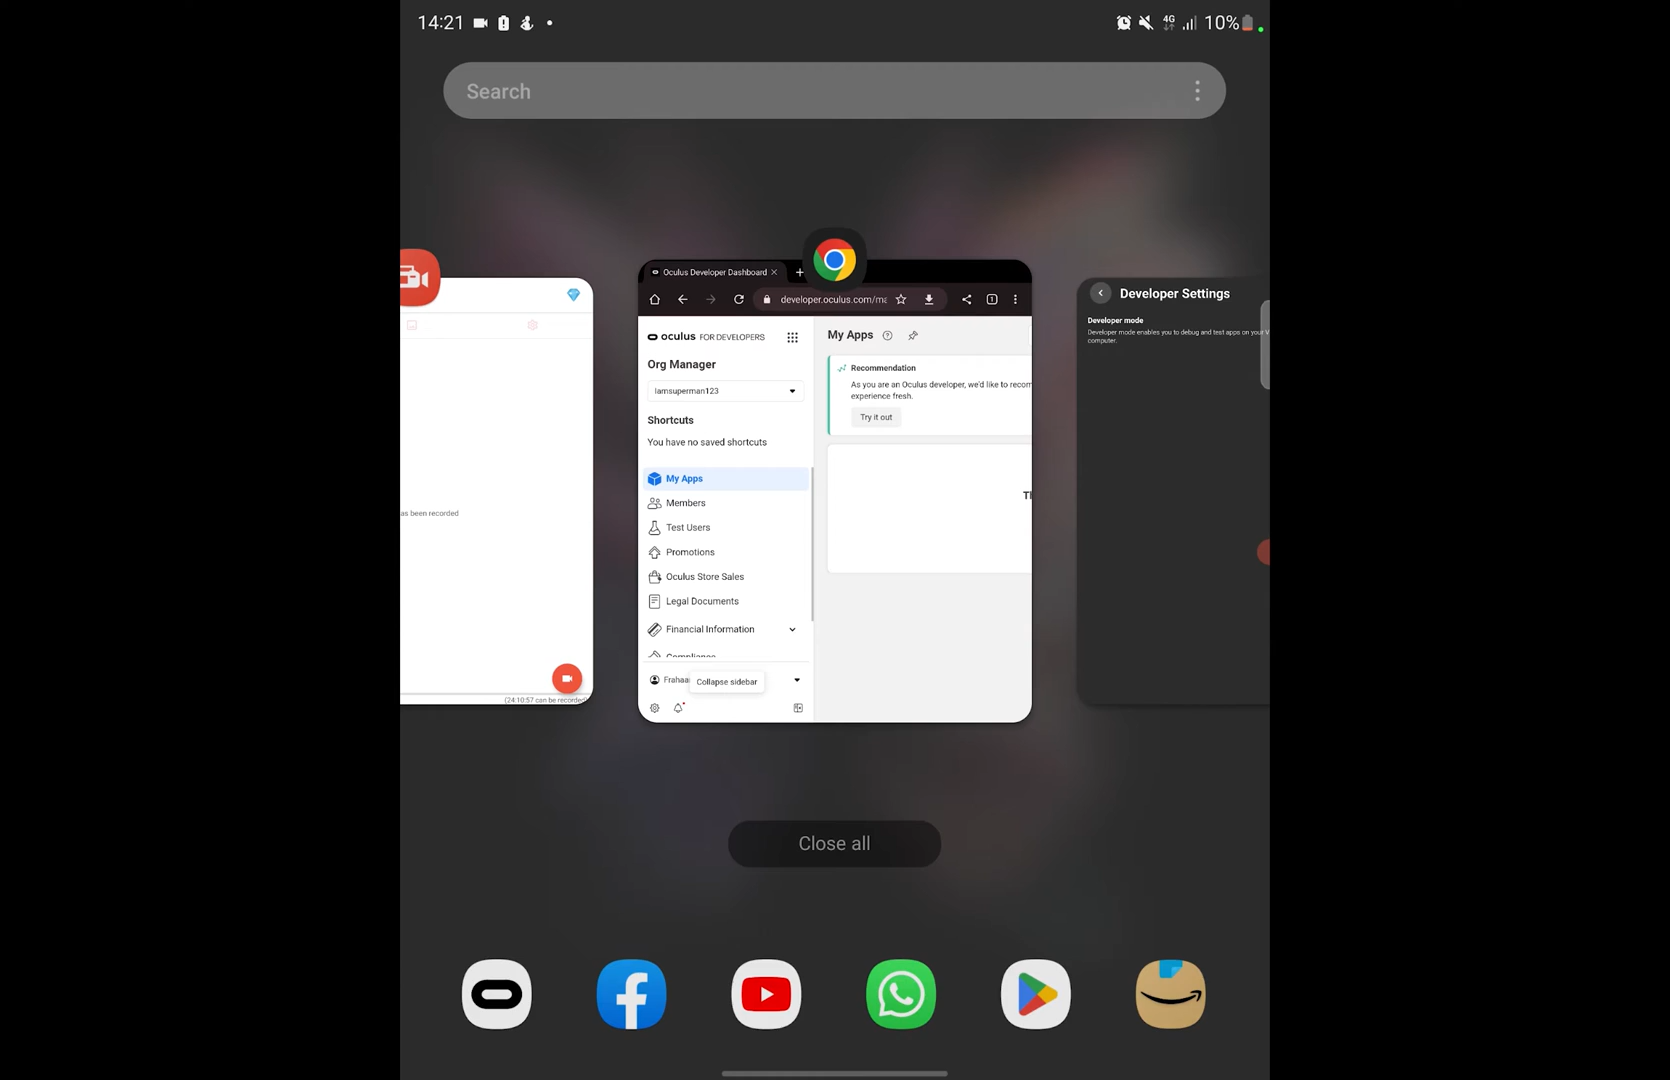 14:21
4G
10%
Search
Oculus Developer Dashboard
developer.oculus.com/ma
oculus FOR DEVELOPERS
Org Manager
Iamsuperman123
Shortcuts
You have no saved shortcuts
My Apps
Members
Test Users
Promotions
Oculus Store Sales
Legal Documents
Financial Information
Compliance
Frahaa
Collapse sidebar
My Apps
Recommendation
As you are an Oculus developer, we'd like to recom
experience fresh.
Try it out
Th
as been recorded
(24:10:57 can be recorded)
Developer Settings
Developer mode
Developer mode enables you to debug and test apps on your V
computer.
Close all